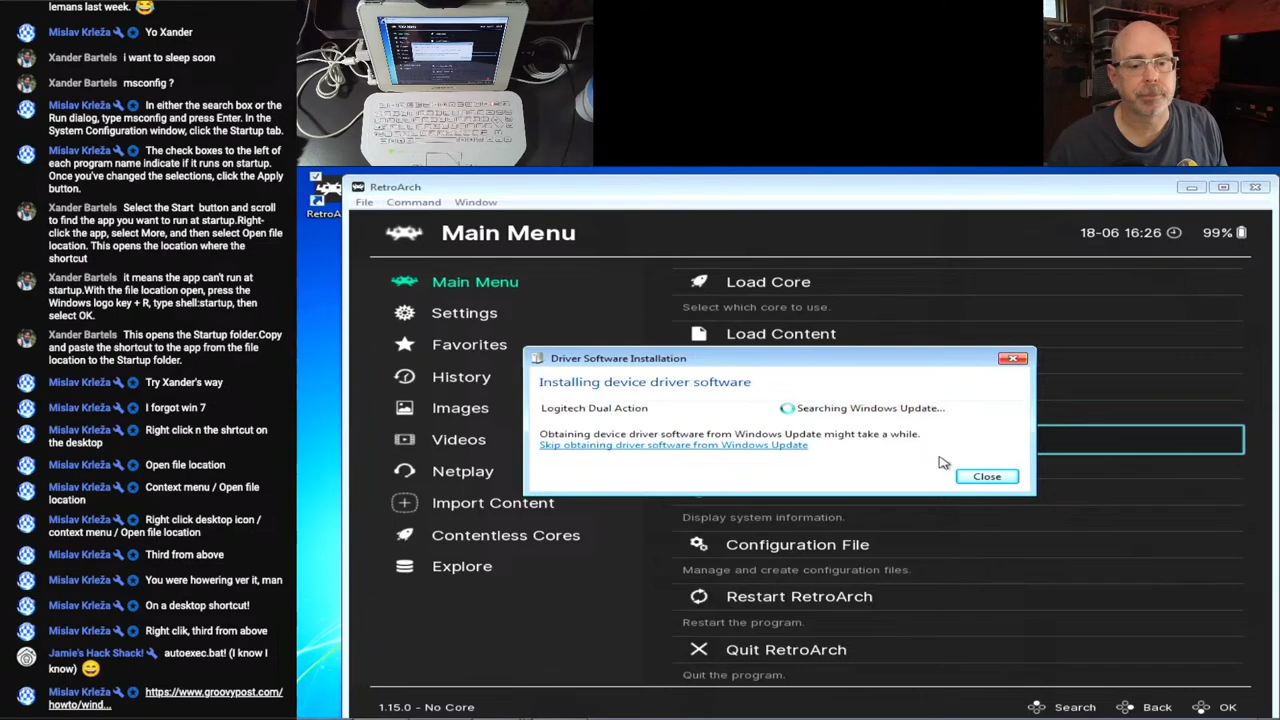 lemans last week. 😂
Mislav Krleža Yo Xander
Xander Bartels i want to sleep soon
Xander Bartels msconfig ?
Mislav Krleža In either the search box or the
Run dialog, type msconfig and press Enter. In the
System Configuration window, click the Startup tab.
Mislav Krleža The check boxes to the left of
each program name indicate if it runs on startup.
Once you've changed the selections, click the Apply
button.
Xander Bartels Select the Start button and scroll
to find the app you want to run at startup.Right-
click the app, select More, and then select Open file
location. This opens the location where the
shortcut
Xander Bartels it means the app can't run at
startup.With the file location open, press the
Windows logo key + R, type shell:startup, then
select OK.
Xander Bartels This opens the Startup folder.Copy
and paste the shortcut to the app from the file
location to the Startup folder.
Mislav Krleža Try Xander's way
Mislav Krleža I forgot win 7
Mislav Krleža Right click n the shrtcut on
the desktop
Mislav Krleža Open file location
Mislav Krleža Context menu / Open file
location
Mislav Krleža Right click desktop icon /
context menu / Open file location
Mislav Krleža Third from above
Mislav Krleža You were howering ver it, man
Mislav Krleža On a desktop shortcut!
Mislav Krleža Right clik, third from above
Jamie's Hack Shack! autoexec.bat! (I know I
know) 😄
Mislav Krleža https://www.groovypost.com/
howto/wind...
RetroA
RetroArch
File Command Window
Main Menu
18-06 16:26 99%
Main Menu
Settings
Favorites
History
Images
Videos
Netplay
Import Content
Contentless Cores
Explore
Load Core
Select which core to use.
Load Content
Driver Software Installation
Installing device driver software
Logitech Dual Action Searching Windows Update...
Obtaining device driver software from Windows Update might take a while.
Skip obtaining driver software from Windows Update
Close
Display system information.
Configuration File
Manage and create configuration files.
Restart RetroArch
Restart the program.
Quit RetroArch
Quit the program.
1.15.0 - No Core
Search Back OK